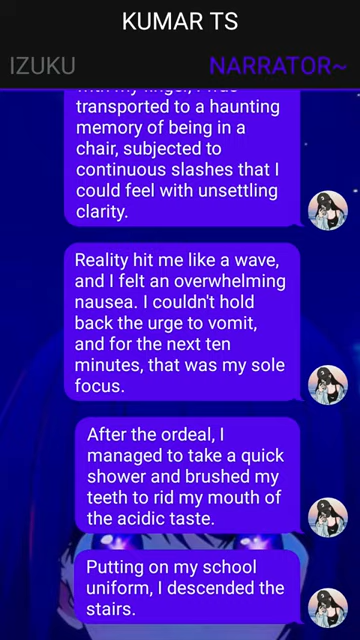 KUMAR TS
IZUKU
NARRATOR~
transported to a haunting
memory of being in a
chair, subjected to
continuous slashes that I
could feel with unsettling
clarity.
Reality hit me like a wave,
and I felt an overwhelming
nausea. I couldn't hold
back the urge to vomit,
and for the next ten
minutes, that was my sole
focus.
After the ordeal, I
managed to take a quick
shower and brushed my
teeth to rid my mouth of
the acidic taste.
Putting on my school
uniform, I descended the
stairs.